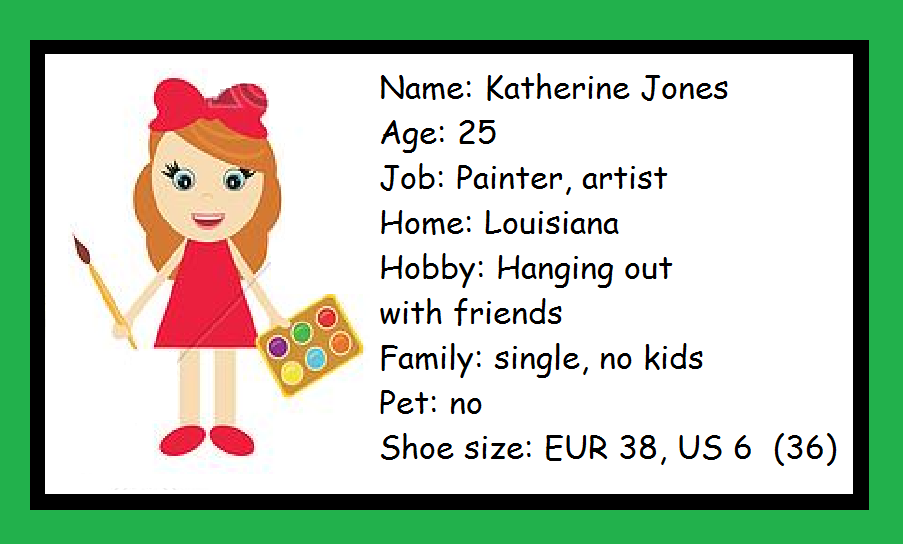 Name: Katherine Jones
Age: 25
Job: Painter, artist
Home: Louisiana
Hobby: Hanging out
with friends
Family: single, no kids
Pet: no
Shoe size: EUR 38, US 6 (36)